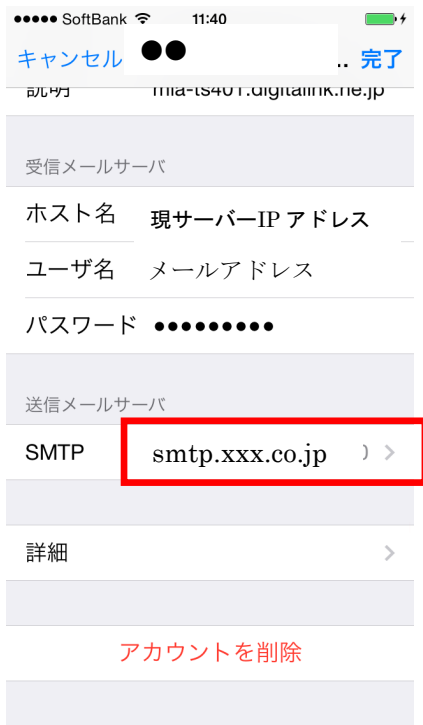 ●●●●● SoftBank 11:40
キャンセル ●● .. 完了
説明 mia-ts401.digitalink.ne.jp
受信メールサーバ
ホスト名 現サーバーIP アドレス
ユーザ名 メールアドレス
パスワード ●●●●●●●●●
送信メールサーバ
SMTP smtp.xxx.co.jp
詳細
アカウントを削除